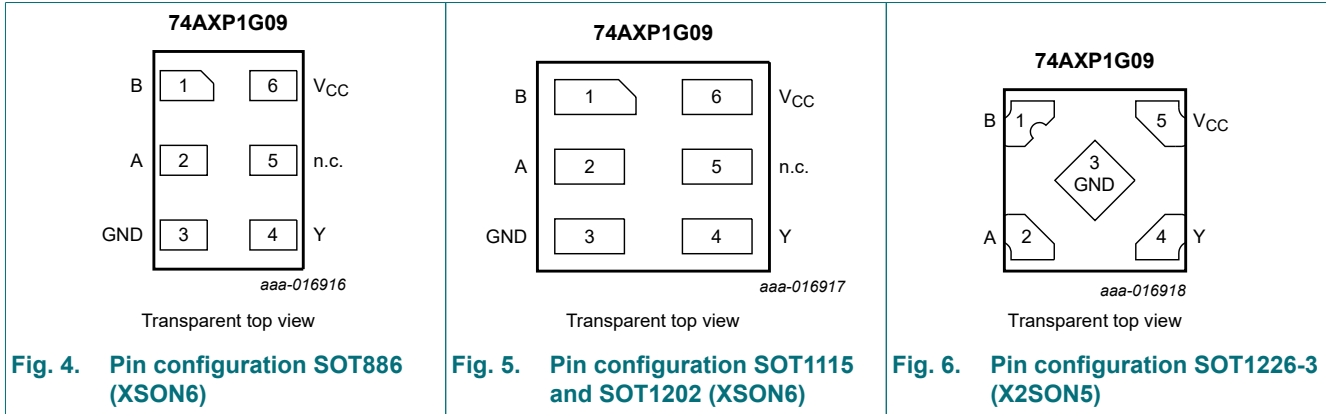 74AXP1G09
B 1 6 VCC
A 2 5 n.c.
GND 3 4 Y
aaa-016916
Transparent top view
Fig. 4. Pin configuration SOT886
(XSON6)
74AXP1G09
B 1 6 VCC
A 2 5 n.c.
GND 3 4 Y
aaa-016917
Transparent top view
Fig. 5. Pin configuration SOT1115
and SOT1202 (XSON6)
74AXP1G09
B 1 5 VCC
3
GND
A 2 4 Y
aaa-016918
Transparent top view
Fig. 6. Pin configuration SOT1226-3
(X2SON5)